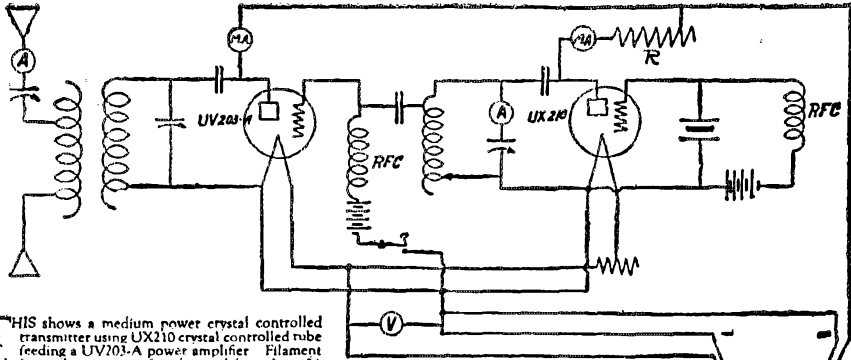 MA
MA
R
A
UV203-A
RFC
A
UX210
RFC
V
THIS shows a medium power crystal controlled
transmitter using UX210 crystal controlled tube
feeding a UV203-A power amplifier Filament